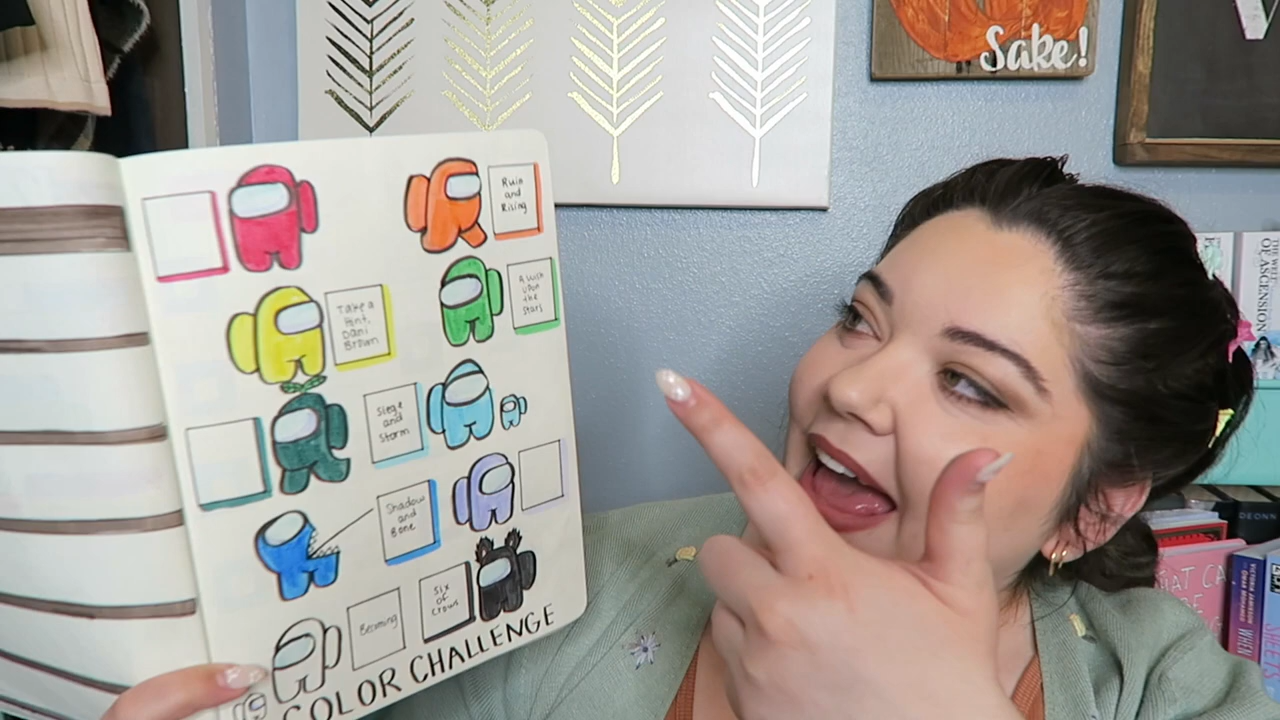 Sake!
Ruin
and
Rising
A Wish
upon
the
Stars
Take a
Hint,
Dani
Brown
Siege
and
Storm
Shadow
and
Bone
Six
of
Crows
Becoming
COLOR CHALLENGE
OF ASCENSION
WHEN